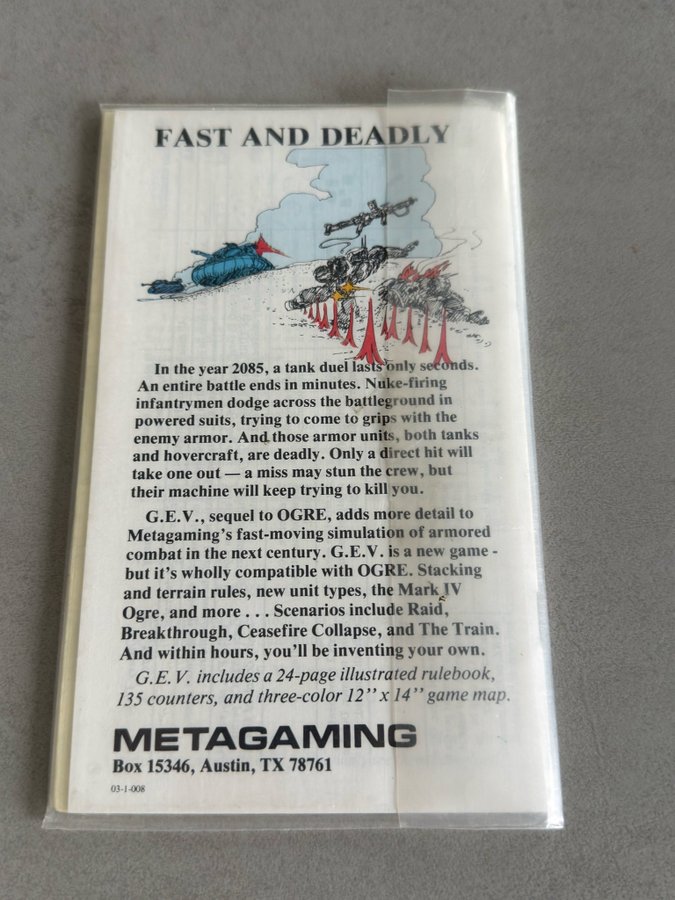 FAST AND DEADLY
In the year 2085, a tank duel lasts only seconds.
An entire battle ends in minutes. Nuke-firing
infantrymen dodge across the battleground in
powered suits, trying to come to grips with the
enemy armor. And those armor units, both tanks
and hovercraft, are deadly. Only a direct hit will
take one out — a miss may stun the crew, but
their machine will keep trying to kill you.
G.E.V., sequel to OGRE, adds more detail to
Metagaming's fast-moving simulation of armored
combat in the next century. G.E.V. is a new game -
but it's wholly compatible with OGRE. Stacking
and terrain rules, new unit types, the Mark IV
Ogre, and more . . . Scenarios include Raid,
Breakthrough, Ceasefire Collapse, and The Train.
And within hours, you'll be inventing your own.
G.E.V. includes a 24-page illustrated rulebook,
135 counters, and three-color 12" x 14" game map.
METAGAMING
Box 15346, Austin, TX 78761
03-1-008